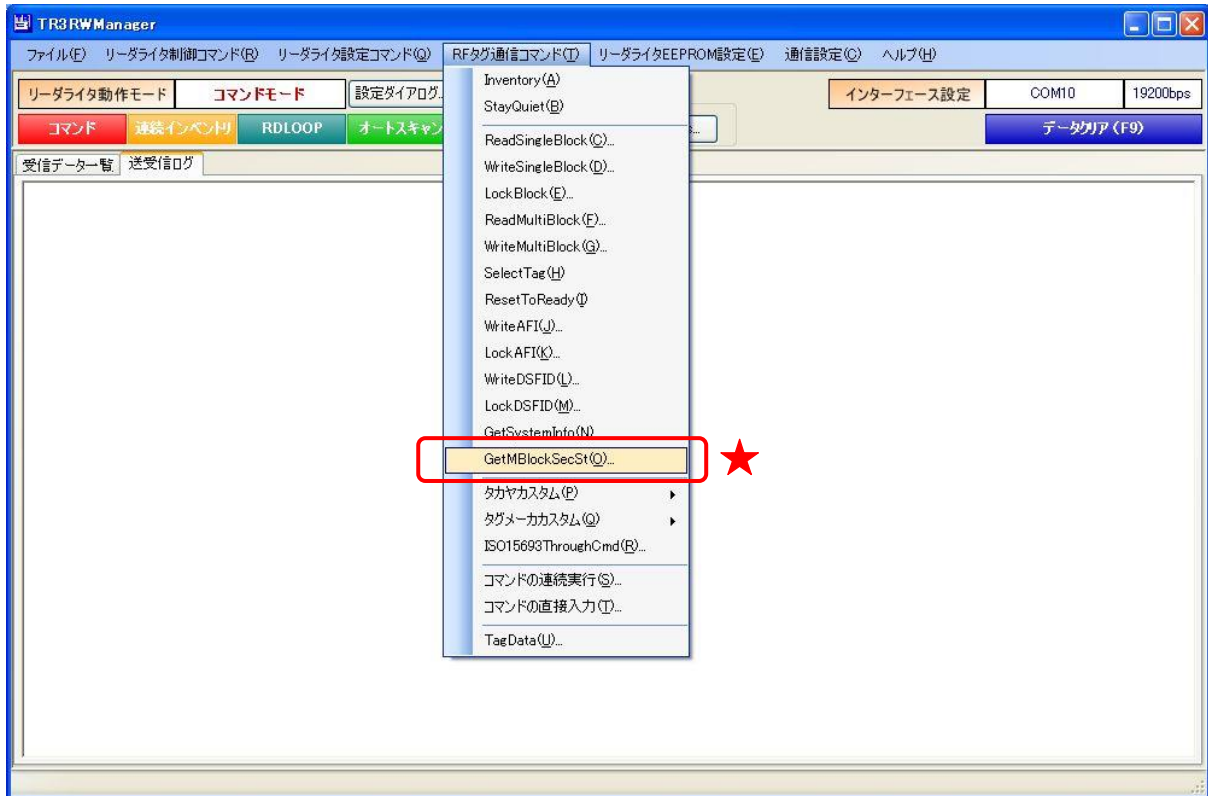 TR3RWManager
ファイル(F) リーダライタ制御コマンド(R) リーダライタ設定コマンド(Q) RFタグ通信コマンド(T) リーダライタEEPROM設定(E) 通信設定(C) ヘルプ(H)
リーダライタ動作モード コマンドモード 設定ダイアログ... インターフェース設定 COM10 19200bps
コマンド 連続インベントリ RDLOOP オートスキャン データクリア(F9)
受信データ一覧 送受信ログ
Inventory(A)
StayQuiet(B)
ReadSingleBlock(C)...
WriteSingleBlock(D)...
LockBlock(E)...
ReadMultiBlock(F)...
WriteMultiBlock(G)...
SelectTag(H)
ResetToReady(I)
WriteAFI(J)...
LockAFI(K)...
WriteDSFID(L)...
LockDSFID(M)...
GetSystemInfo(N)
GetMBlockSecSt(O)...
タカヤカスタム(P)
タグメーカカスタム(Q)
ISO15693ThroughCmd(R)...
コマンドの連続実行(S)...
コマンドの直接入力(T)...
TagData(U)...